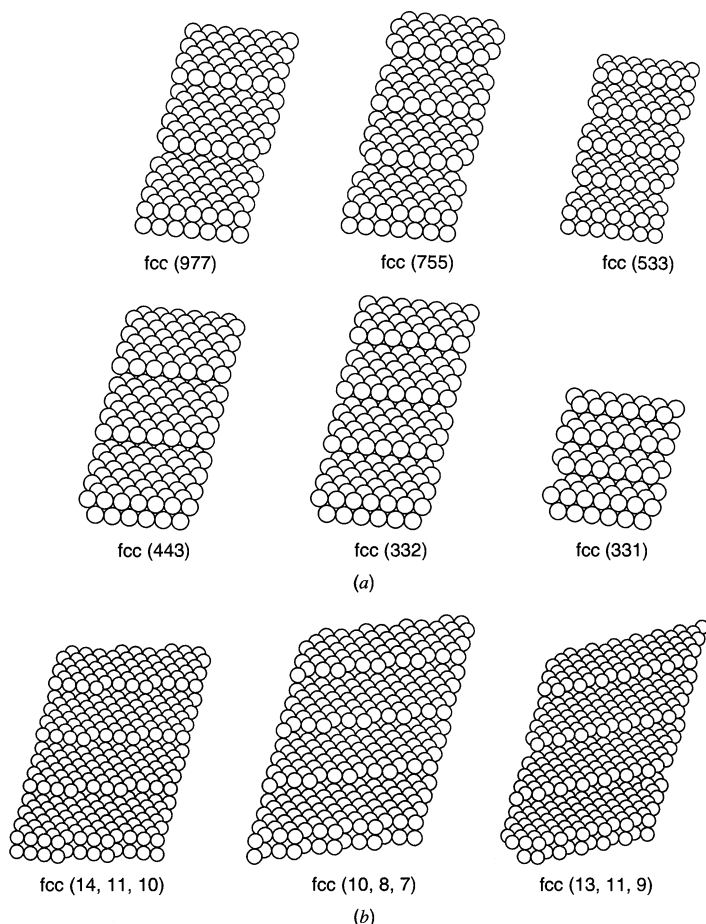 fcc (977) fcc (755) fcc (533)
fcc (443) fcc (332) fcc (331)
(a)
fcc (14, 11, 10) fcc (10, 8, 7) fcc (13, 11, 9)
(b)